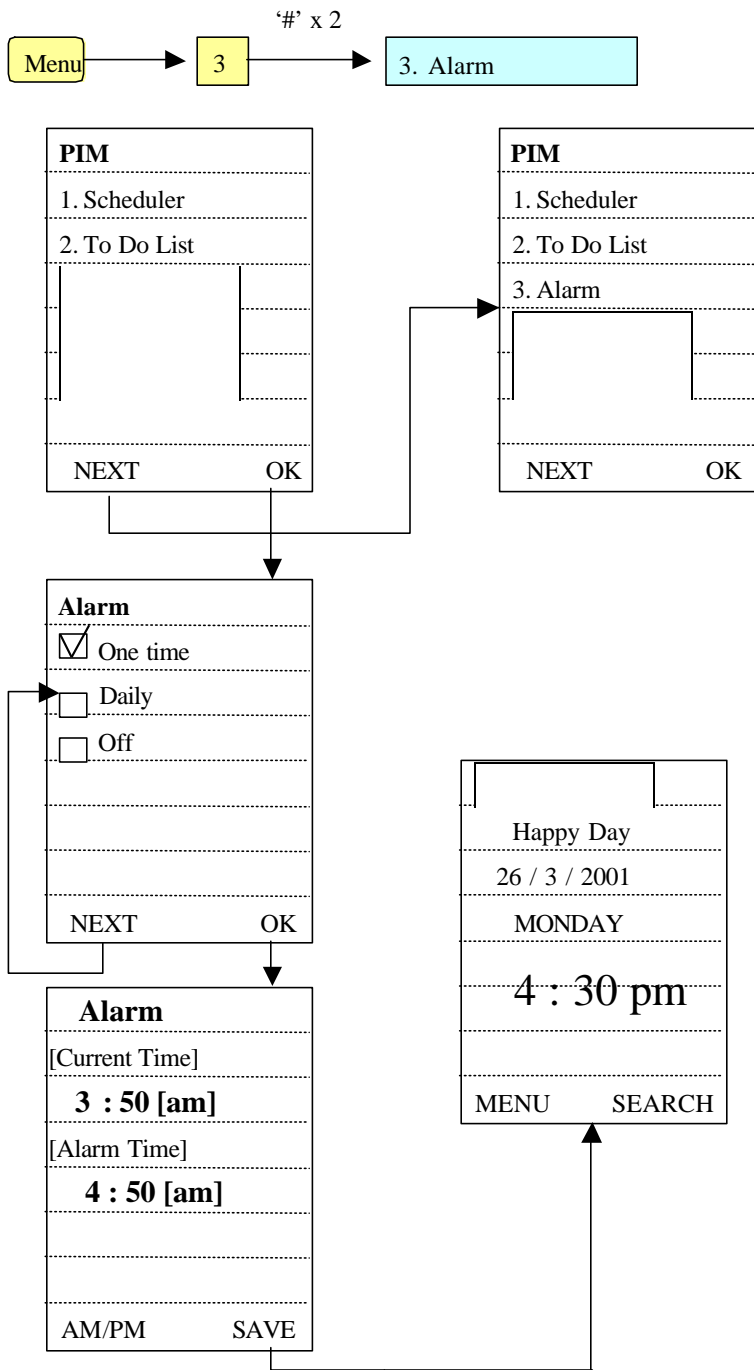 ‘#’ x 2
Menu
3
3. Alarm
PIM
1. Scheduler
2. To Do List
NEXT OK
PIM
1. Scheduler
2. To Do List
3. Alarm
NEXT OK
Alarm
One time
Daily
Off
NEXT OK
Alarm
[Current Time]
3 : 50 [am]
[Alarm Time]
4 : 50 [am]
AM/PM SAVE
Happy Day
26 / 3 / 2001
MONDAY
4 : 30 pm
MENU SEARCH